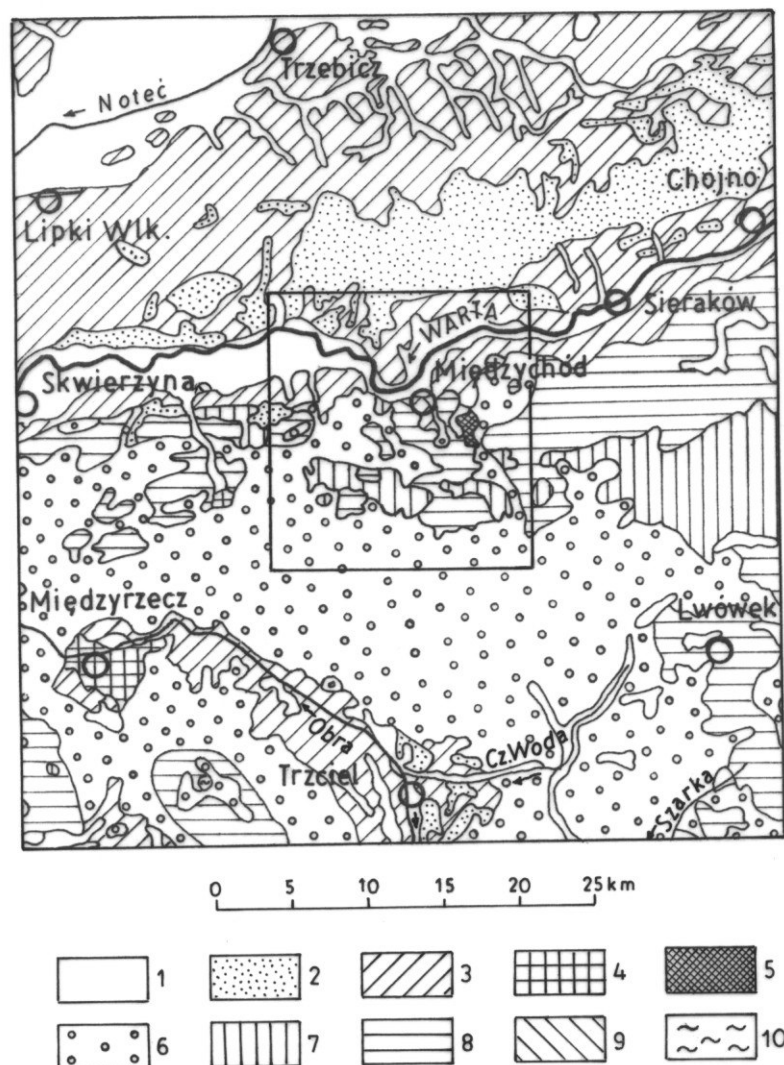 Trzebicz
← Noteć
Chojno
Lipki Wlk.
Sieraków
WARTA
Międzychód
Skwierzyna
Międzyrzecz
Lwówek
Obra
Cz. Woda
Trzciel
Szarka
0 5 10 15 20 25 km
1 2 3 4 5
6 7 8 9 10